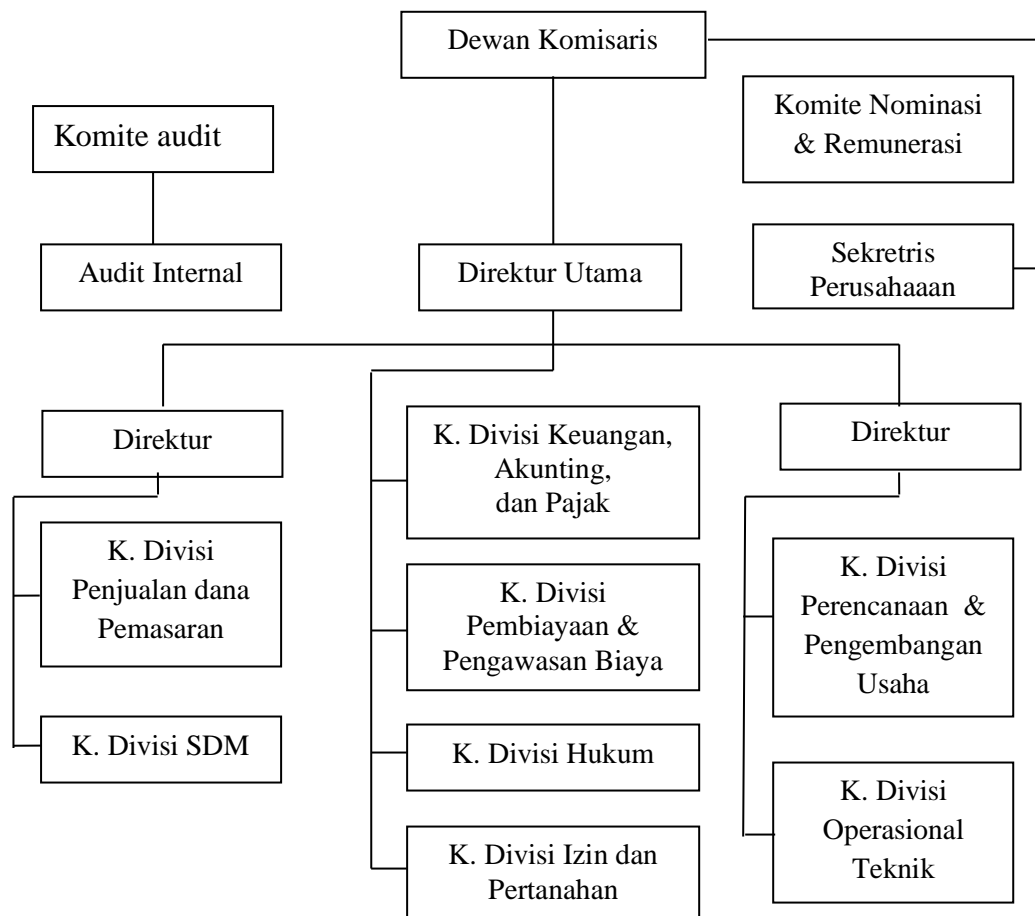 Dewan Komisaris
Komite Nominasi
& Remunerasi
Komite audit
Audit Internal
Direktur Utama
Sekretris
Perusahaaan
Direktur
K. Divisi Keuangan,
Akunting,
dan Pajak
Direktur
K. Divisi
Penjualan dana
Pemasaran
K. Divisi
Pembiayaan &
Pengawasan Biaya
K. Divisi
Perencanaan &
Pengembangan
Usaha
K. Divisi SDM
K. Divisi Hukum
K. Divisi Izin dan
Pertanahan
K. Divisi
Operasional
Teknik